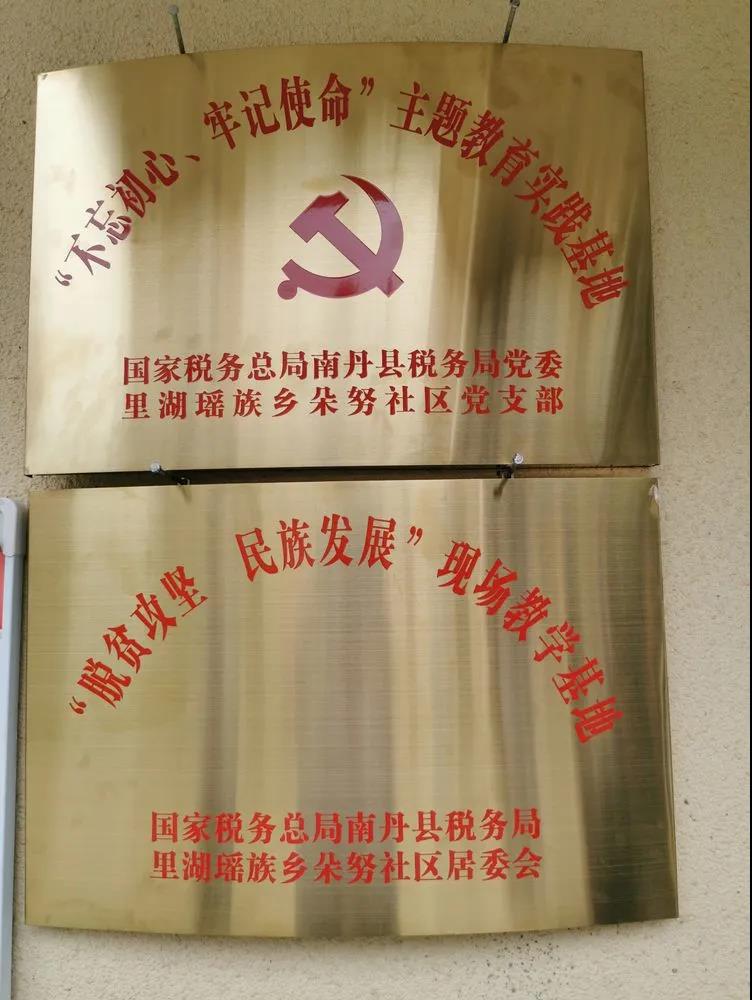 “不忘初心、牢记使命”主题教育实践基地
国家税务总局南丹县税务局党委
里湖瑶族乡朵努社区党支部
“脱贫攻坚 民族发展”现场教学基地
国家税务总局南丹县税务局
里湖瑶族乡朵努社区居委会